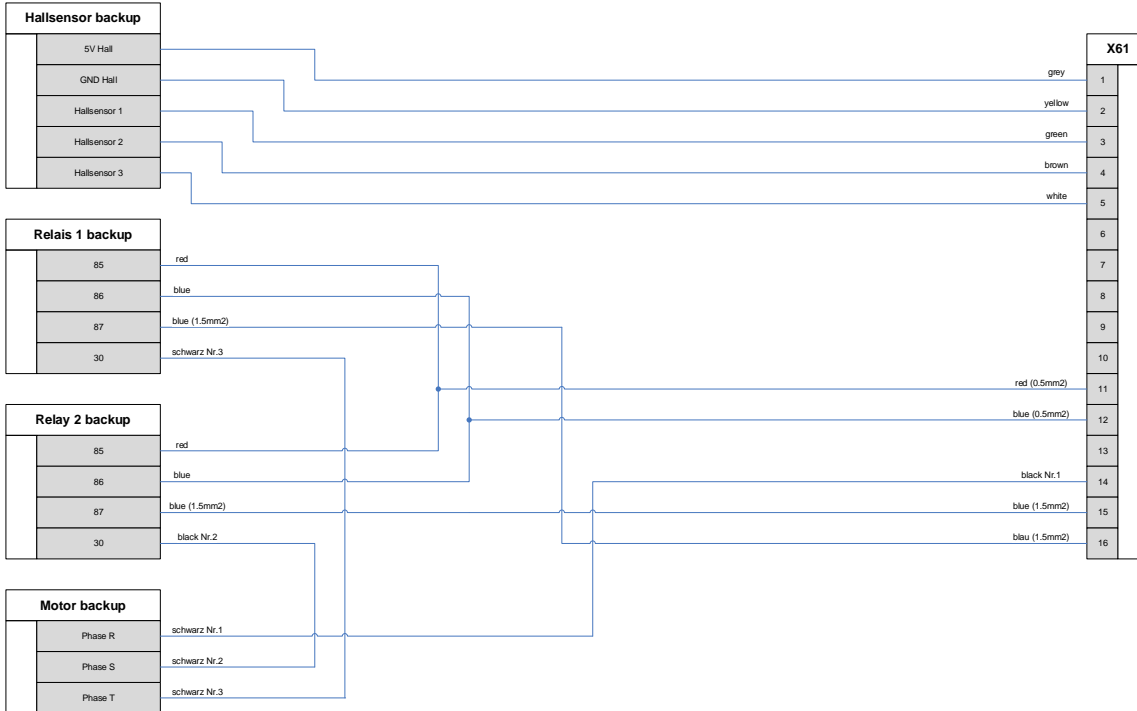 Hallsensor backup
5V Hall
GND Hall
Hallsensor 1
Hallsensor 2
Hallsensor 3
Relais 1 backup
85 red
86 blue
87 blue (1.5mm2)
30 schwarz Nr.3
Relay 2 backup
85 red
86 blue
87 blue (1.5mm2)
30 black Nr.2
Motor backup
Phase R schwarz Nr.1
Phase S schwarz Nr.2
Phase T schwarz Nr.3
X61
grey 1
yellow 2
green 3
brown 4
white 5
6
7
8
9
10
red (0.5mm2) 11
blue (0.5mm2) 12
13
black Nr.1 14
blue (1.5mm2) 15
blau (1.5mm2) 16